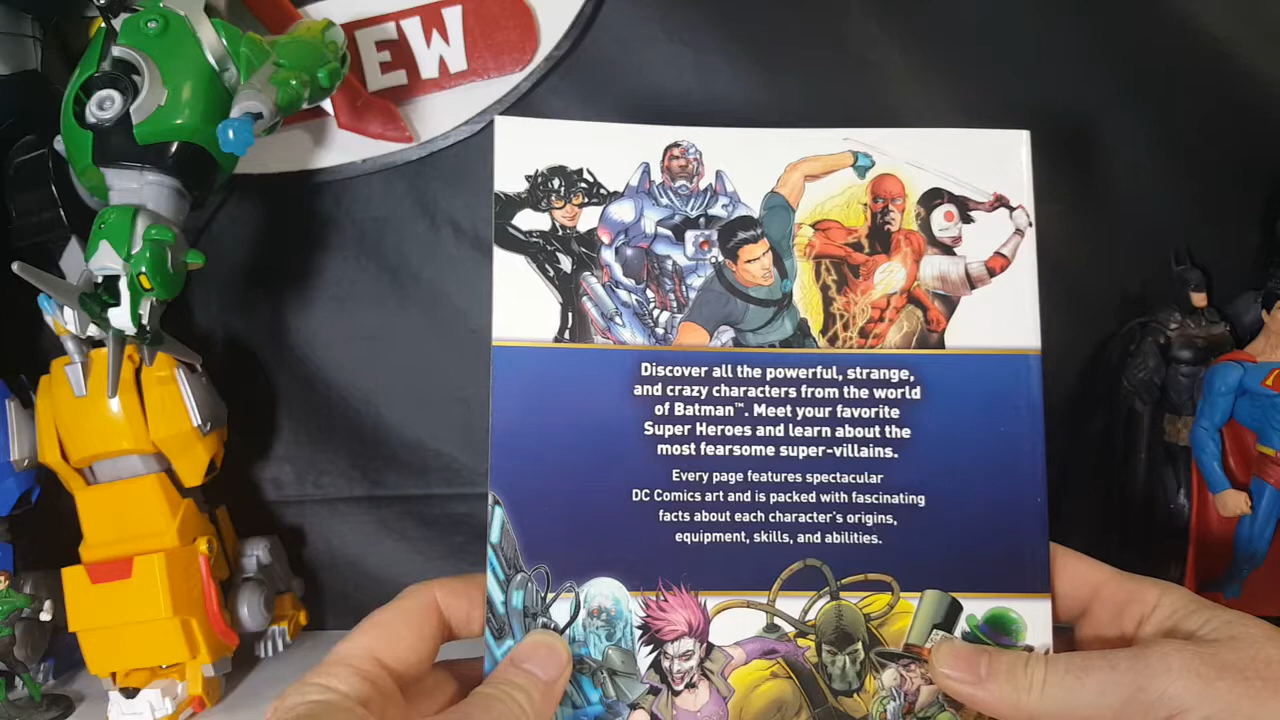 EW
Discover all the powerful, strange,
and crazy characters from the world
of Batman™. Meet your favorite
Super Heroes and learn about the
most fearsome super-villains.
Every page features spectacular
DC Comics art and is packed with fascinating
facts about each character's origins,
equipment, skills, and abilities.